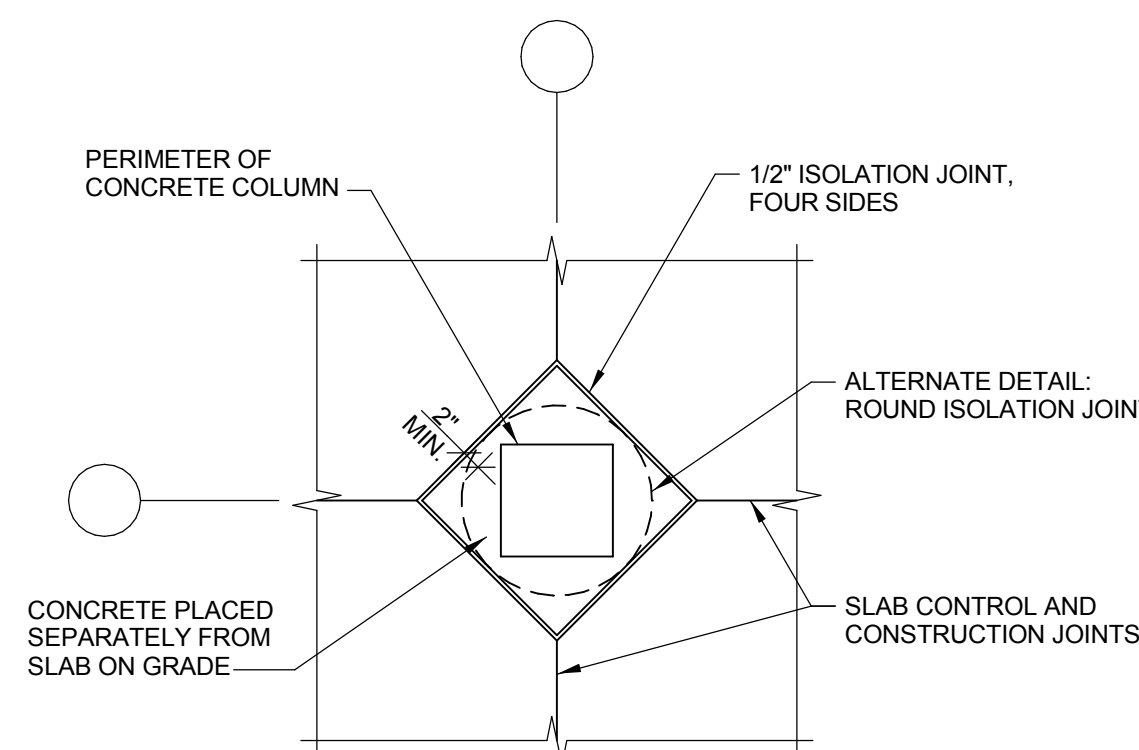 PERIMETER OF
CONCRETE COLUMN
1/2" ISOLATION JOINT,
FOUR SIDES
ALTERNATE DETAIL:
ROUND ISOLATION JOINT
2"
MIN.
CONCRETE PLACED
SEPARATELY FROM
SLAB ON GRADE
SLAB CONTROL AND
CONSTRUCTION JOINTS